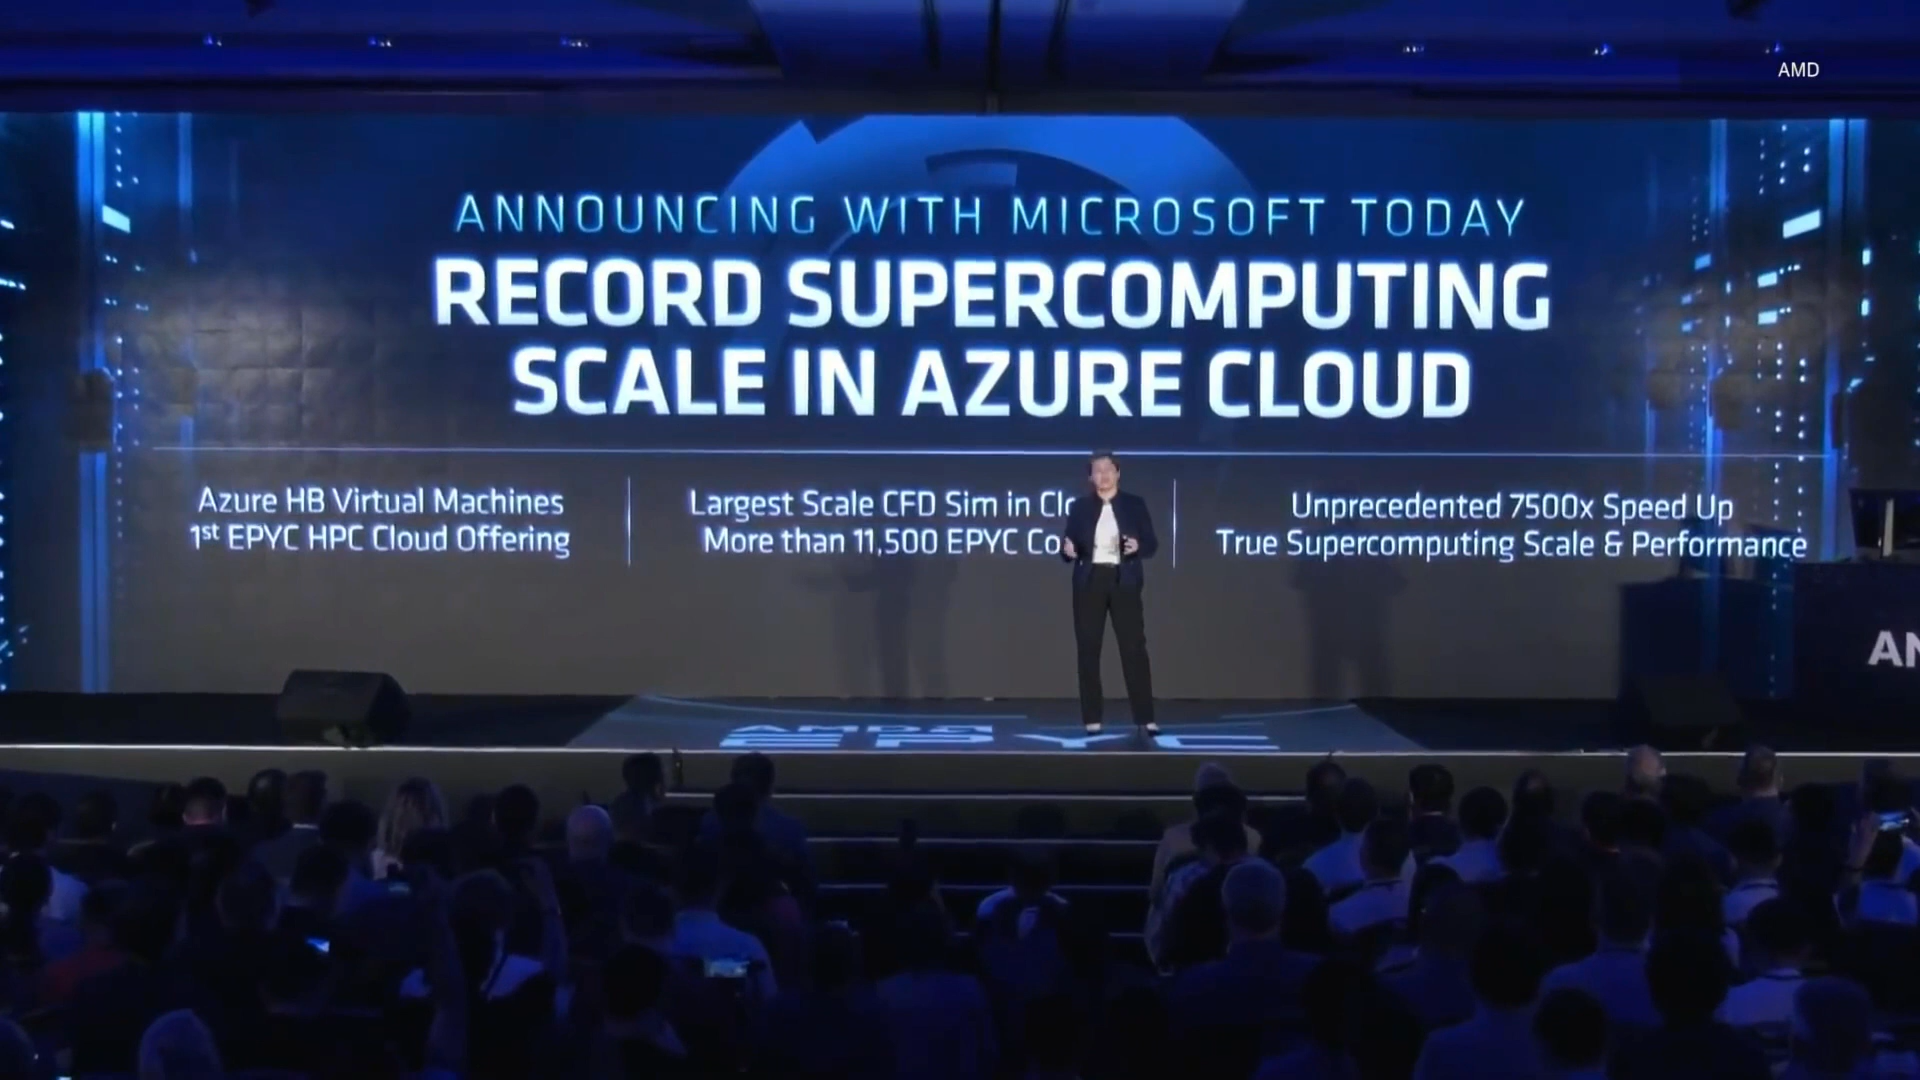 AMD
ANNOUNCING WITH MICROSOFT TODAY
RECORD SUPERCOMPUTING
SCALE IN AZURE CLOUD
Azure HB Virtual Machines
1st EPYC HPC Cloud Offering
Largest Scale CFD Sim in
More than 11,500 EPYC
Unprecedented 7500x Speed Up
True Supercomputing Scale & Performance
AMD
EPYC